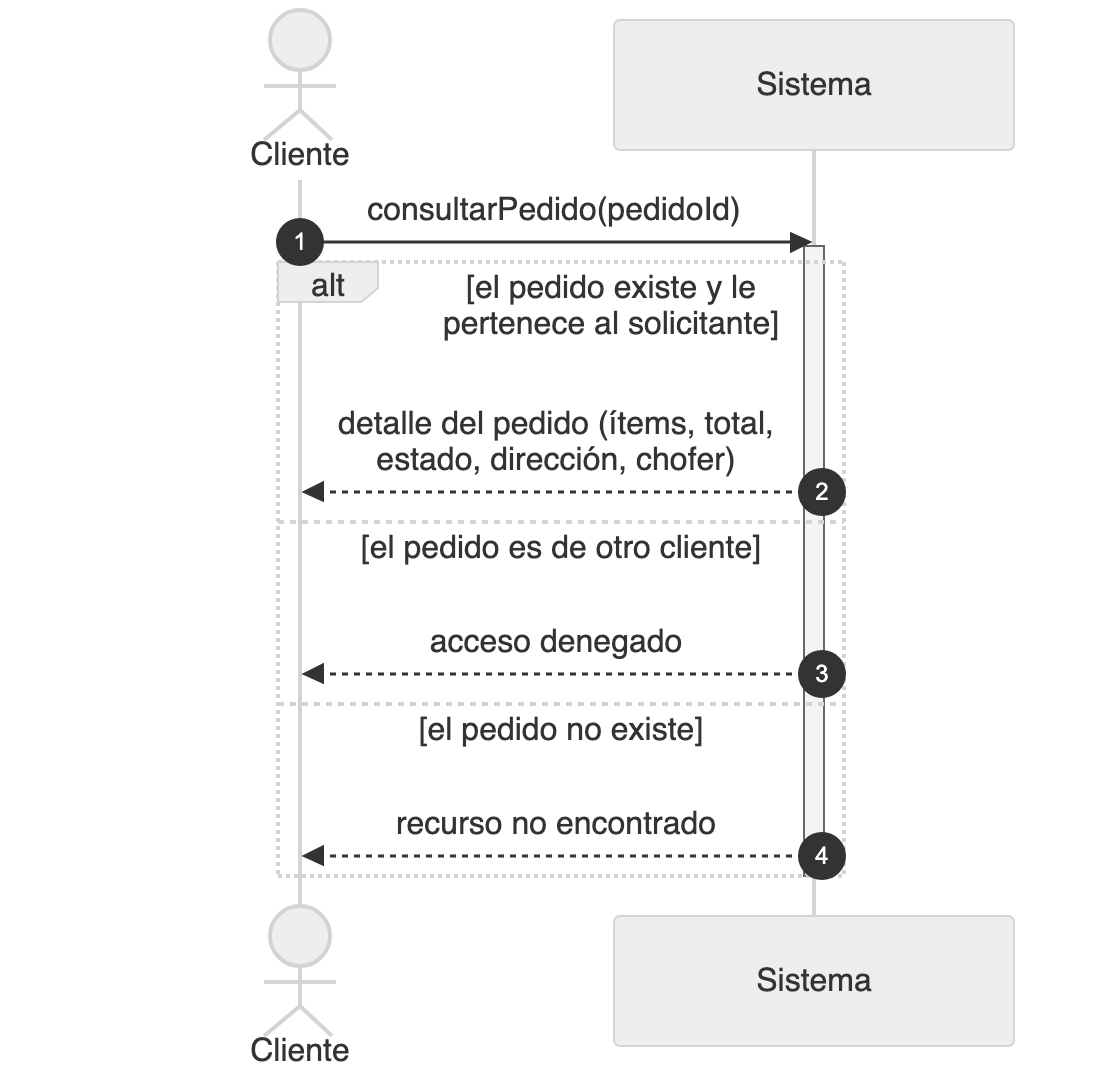 Cliente
Sistema
consultarPedido(pedidoId)
1
alt
[el pedido existe y le
pertenece al solicitante]
detalle del pedido (ítems, total,
estado, dirección, chofer)
2
[el pedido es de otro cliente]
acceso denegado
3
[el pedido no existe]
recurso no encontrado
4
Cliente
Sistema